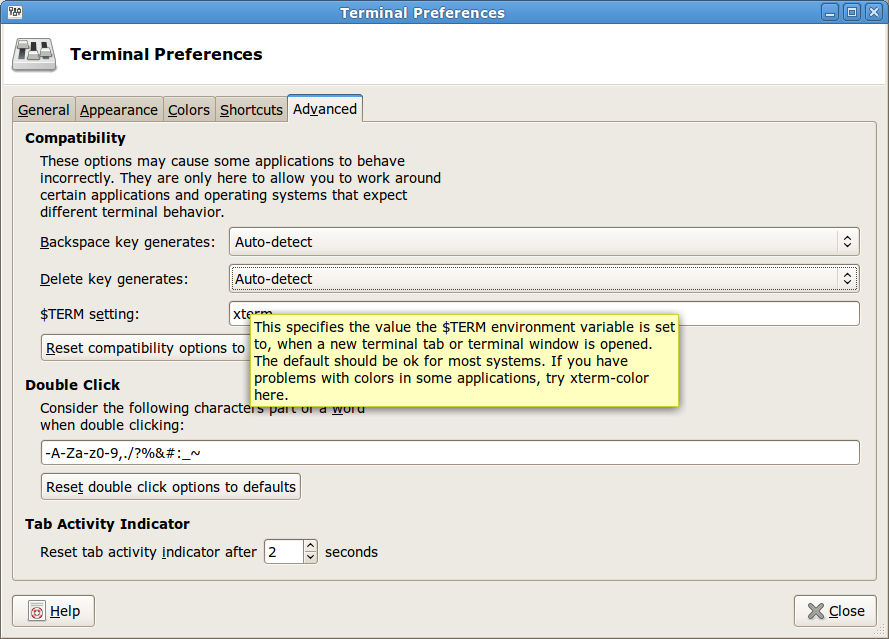 Terminal Preferences
Terminal Preferences
General Appearance Colors Shortcuts Advanced
Compatibility
These options may cause some applications to behave
incorrectly. They are only here to allow you to work around
certain applications and operating systems that expect
different terminal behavior.
Backspace key generates: Auto-detect
Delete key generates: Auto-detect
$TERM setting: xterm
This specifies the value the $TERM environment variable is set
to, when a new terminal tab or terminal window is opened.
The default should be ok for most systems. If you have
problems with colors in some applications, try xterm-color
here.
Reset compatibility options to
Double Click
Consider the following characters part of a word
when double clicking:
-A-Za-z0-9,./?%&#:_~
Reset double click options to defaults
Tab Activity Indicator
Reset tab activity indicator after 2 seconds
Help Close